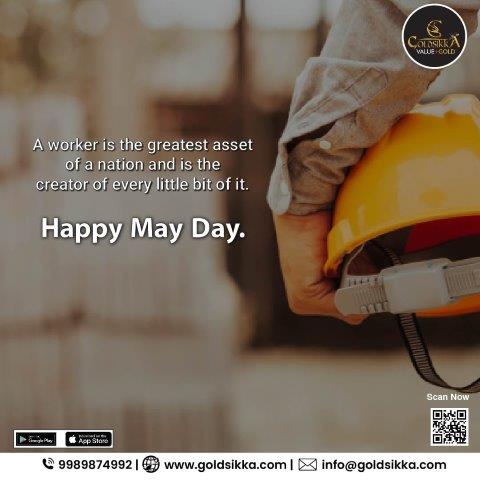 GOLDSIKKA
VALUE GOLD
A worker is the greatest asset
of a nation and is the
creator of every little bit of it.
Happy May Day.
Scan Now
Google Play
App Store
9989874992 | www.goldsikka.com | info@goldsikka.com